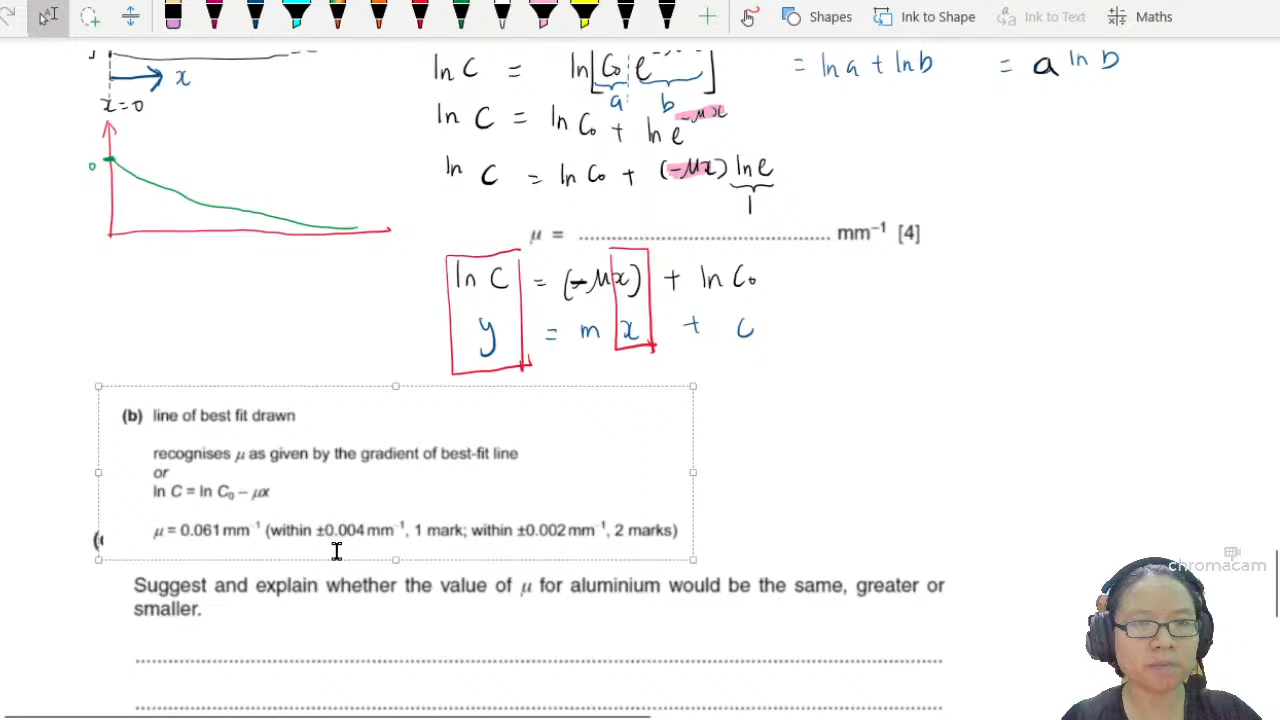 Shapes Ink to Shape Ink to Text Maths
x
x=0
ln C = ln[C₀ e
a b
= ln a + ln b = a ln b
ln C = ln C₀ + ln e^-μx
0
ln C = ln C₀ + (-μx) ln e
1
μ = .......................................... mm⁻¹ [4]
ln C = (-μx) + ln C₀
y = m x + c
(b) line of best fit drawn
recognises μ as given by the gradient of best-fit line
or
ln C = ln C₀ – μx
μ = 0.061 mm⁻¹ (within ±0.004 mm⁻¹, 1 mark; within ±0.002 mm⁻¹, 2 marks)
Suggest and explain whether the value of μ for aluminium would be the same, greater or
smaller.
chromacam